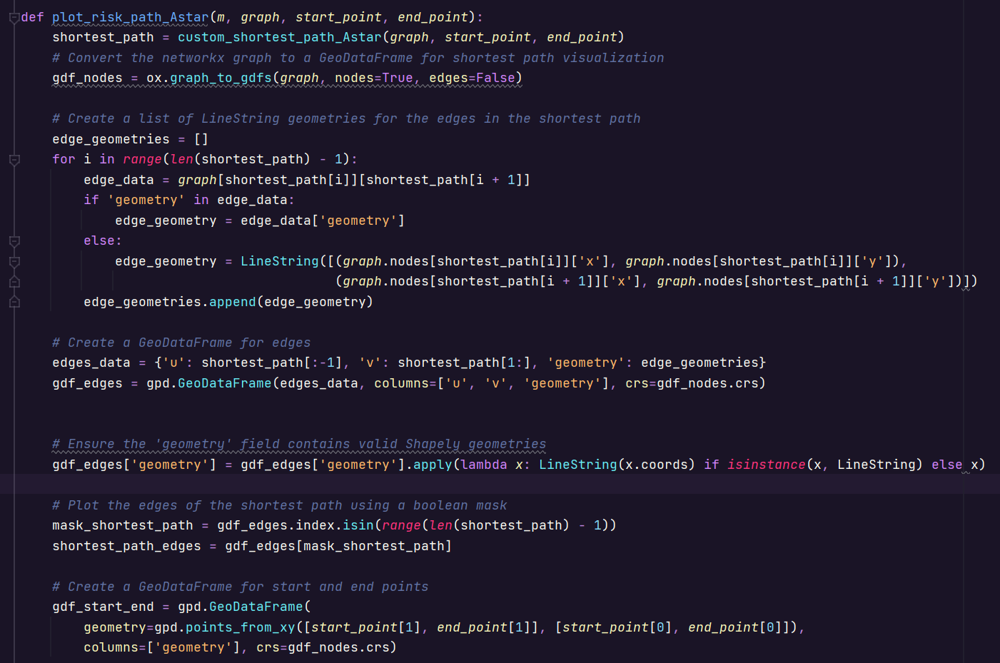 def plot_risk_path_Astar(m, graph, start_point, end_point):
    shortest_path = custom_shortest_path_Astar(graph, start_point, end_point)
    # Convert the networkx graph to a GeoDataFrame for shortest path visualization
    gdf_nodes = ox.graph_to_gdfs(graph, nodes=True, edges=False)

    # Create a list of LineString geometries for the edges in the shortest path
    edge_geometries = []
    for i in range(len(shortest_path) - 1):
        edge_data = graph[shortest_path[i]][shortest_path[i + 1]]
        if 'geometry' in edge_data:
            edge_geometry = edge_data['geometry']
        else:
            edge_geometry = LineString([(graph.nodes[shortest_path[i]]['x'], graph.nodes[shortest_path[i]]['y']),
                                        (graph.nodes[shortest_path[i + 1]]['x'], graph.nodes[shortest_path[i + 1]]['y'])])
        edge_geometries.append(edge_geometry)

    # Create a GeoDataFrame for edges
    edges_data = {'u': shortest_path[:-1], 'v': shortest_path[1:], 'geometry': edge_geometries}
    gdf_edges = gpd.GeoDataFrame(edges_data, columns=['u', 'v', 'geometry'], crs=gdf_nodes.crs)


    # Ensure the 'geometry' field contains valid Shapely geometries
    gdf_edges['geometry'] = gdf_edges['geometry'].apply(lambda x: LineString(x.coords) if isinstance(x, LineString) else x)

    # Plot the edges of the shortest path using a boolean mask
    mask_shortest_path = gdf_edges.index.isin(range(len(shortest_path) - 1))
    shortest_path_edges = gdf_edges[mask_shortest_path]

    # Create a GeoDataFrame for start and end points
    gdf_start_end = gpd.GeoDataFrame(
        geometry=gpd.points_from_xy([start_point[1], end_point[1]], [start_point[0], end_point[0]]),
        columns=['geometry'], crs=gdf_nodes.crs)